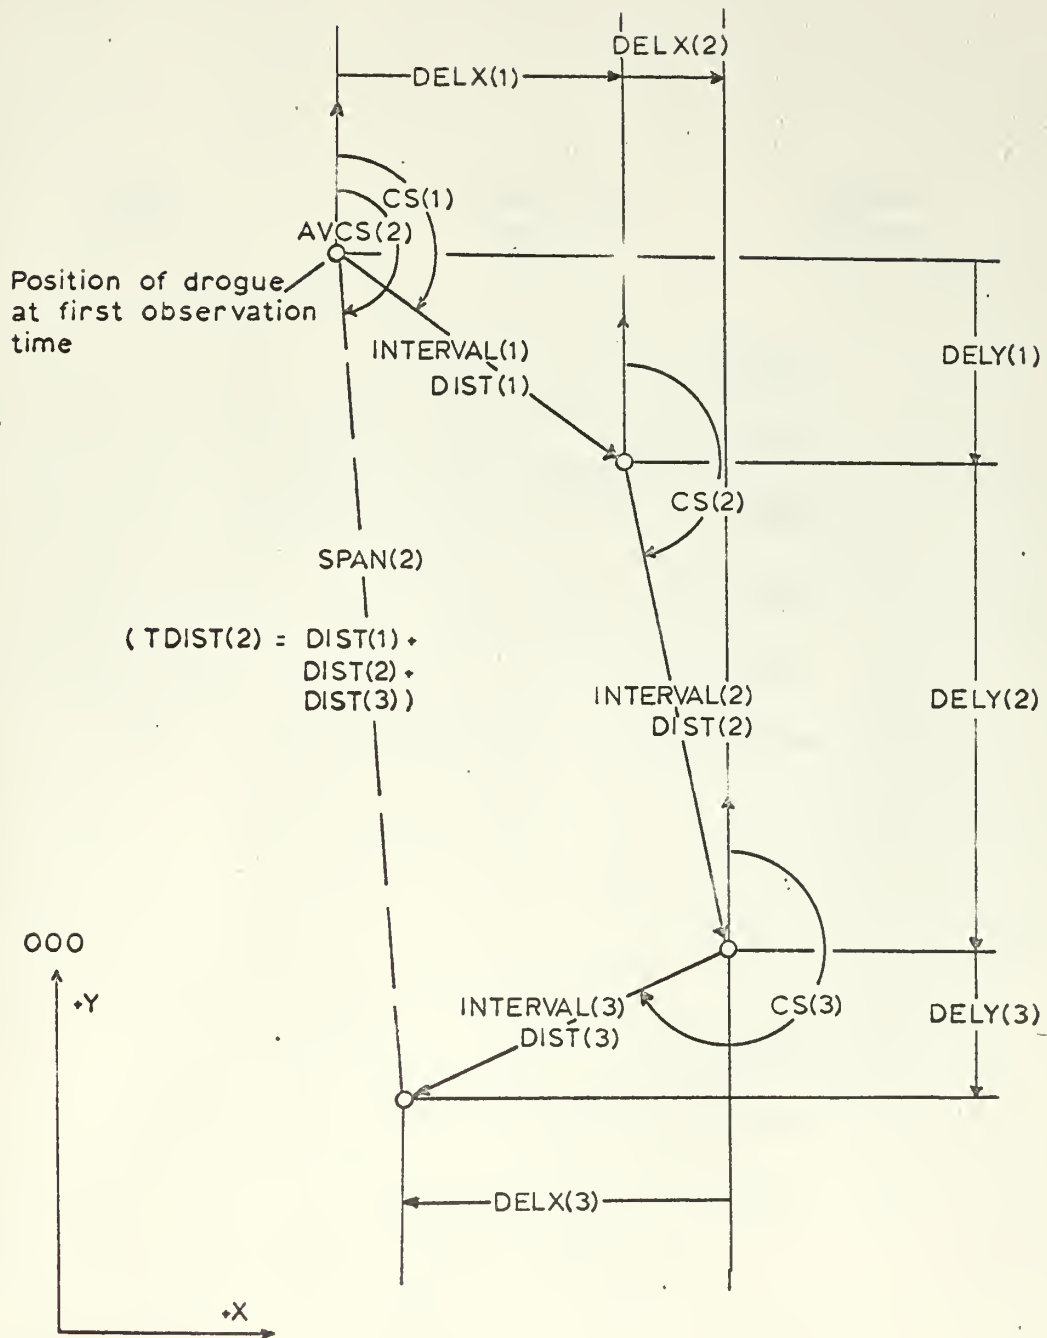 DELX(2)
DELX(1)
CS(1)
AVCS(2)
Position of drogue
at first observation
time
INTERVAL(1)
DIST(1)
DELY(1)
CS(2)
SPAN(2)
(TDIST(2) = DIST(1)+
DIST(2)+
DIST(3))
INTERVAL(2)
DIST(2)
DELY(2)
000
+Y
INTERVAL(3)
DIST(3)
CS(3)
DELY(3)
DELX(3)
+X